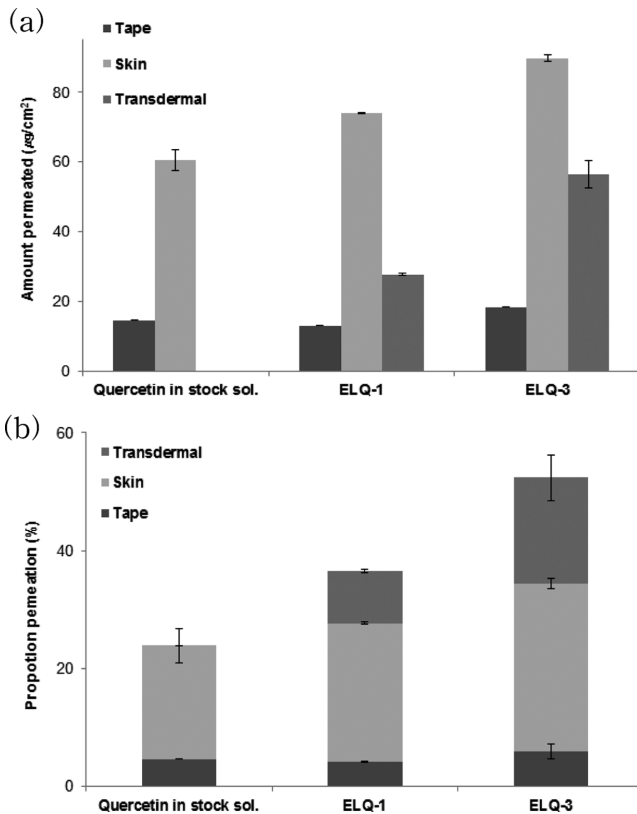 (a)
Tape
Skin
Transdermal
Amount permeated (μg/cm²)
80
60
40
20
0
Quercetin in stock sol. ELQ-1 ELQ-3
(b)
Transdermal
Skin
Tape
Propotion pemeation (%)
60
40
20
0
Quercetin in stock sol. ELQ-1 ELQ-3